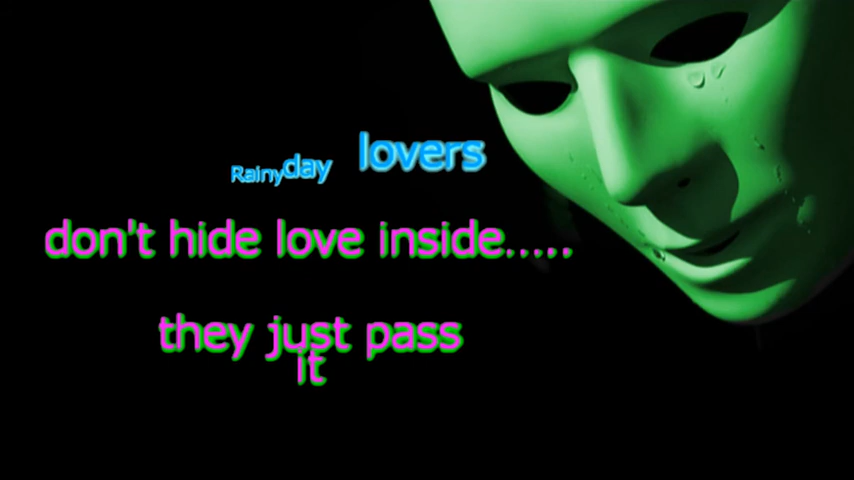 Rainyday lovers
don't hide love inside.....
they just pass
it